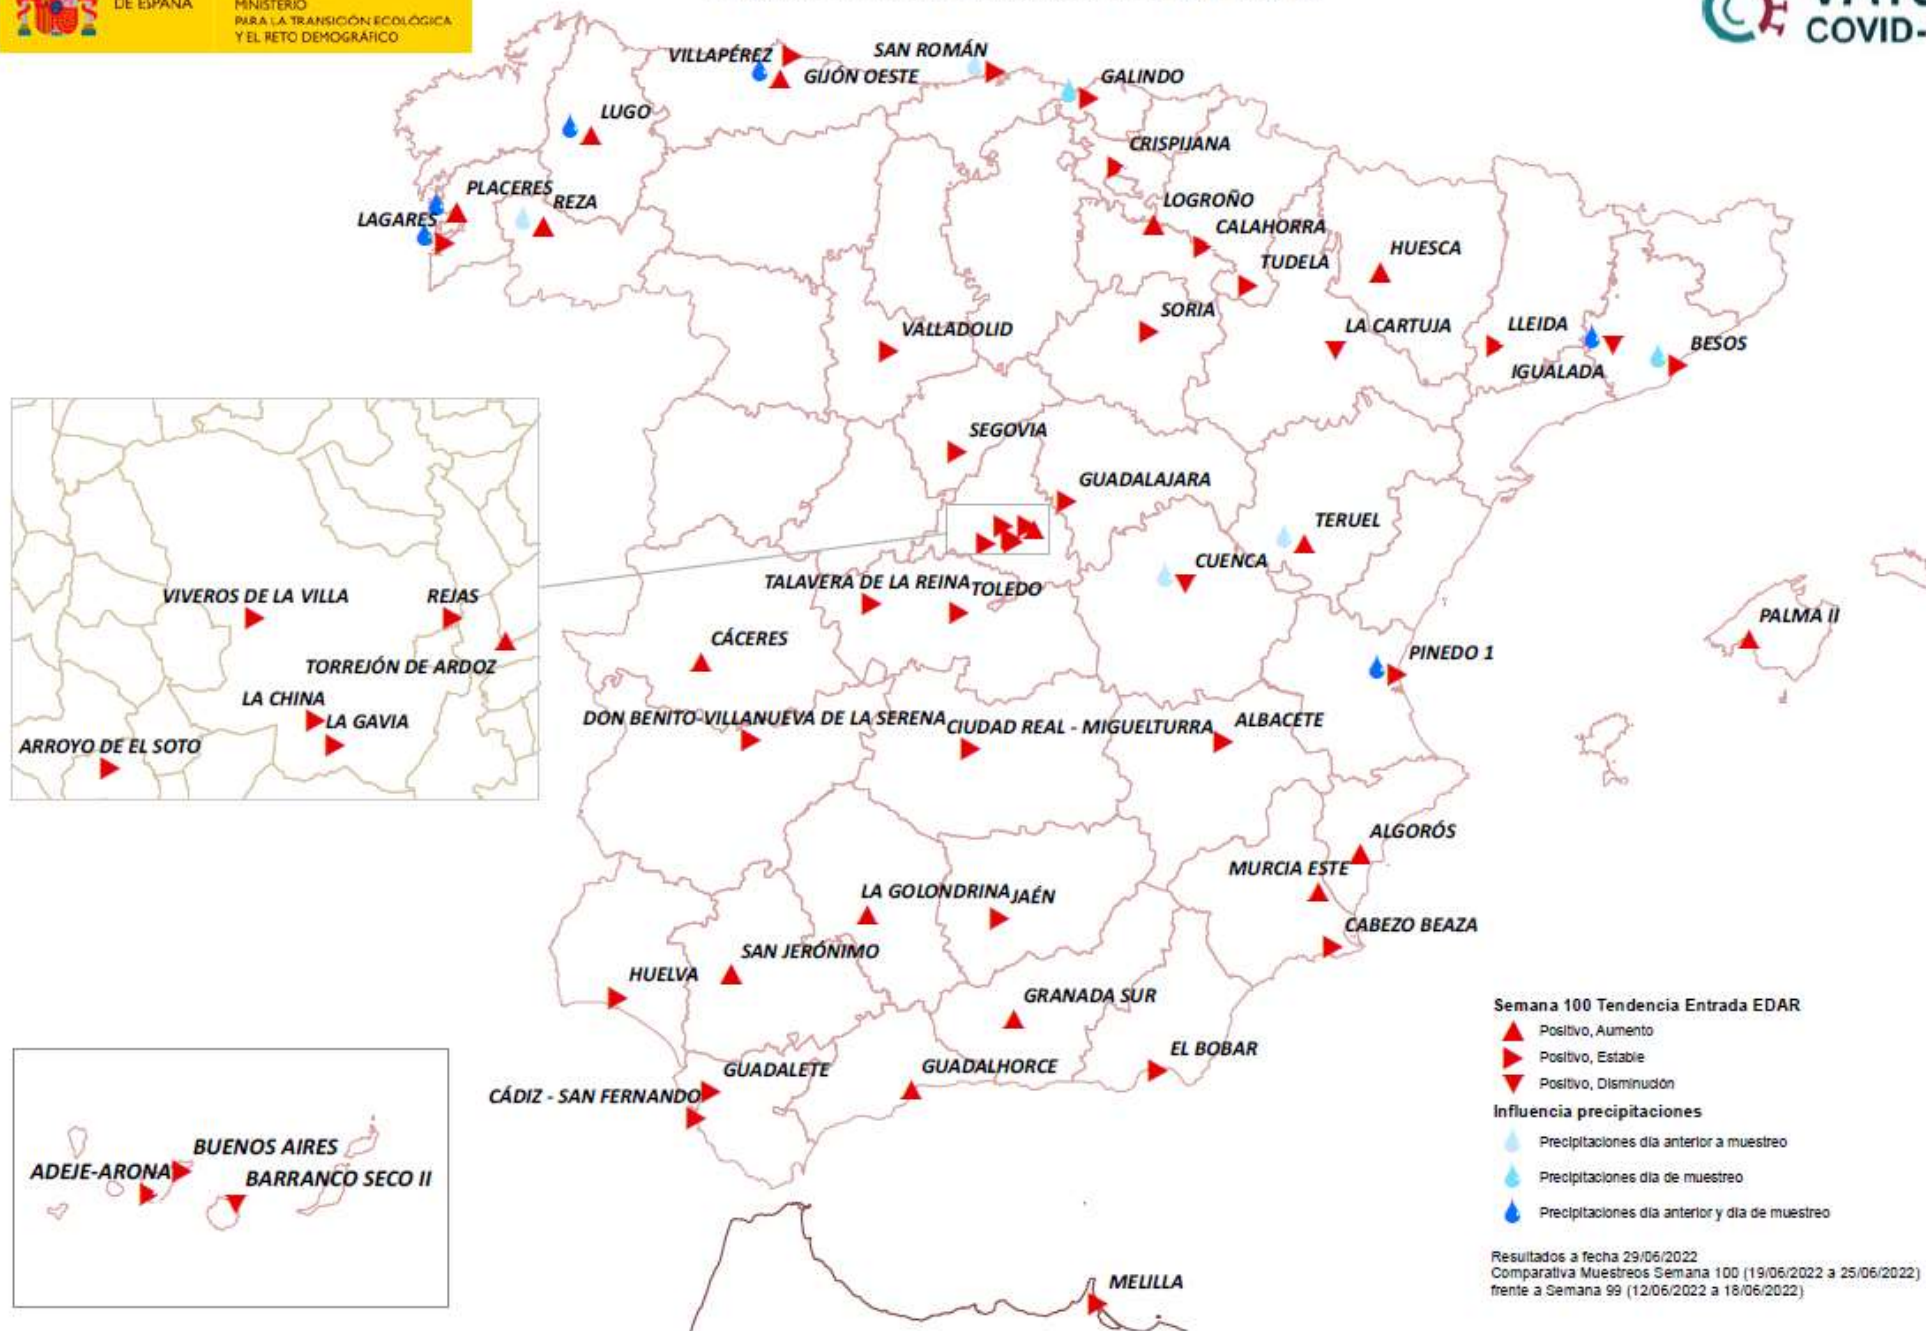 DE ESPAÑA
MINISTERIO
PARA LA TRANSICIÓN ECOLÓGICA
Y EL RETO DEMOGRÁFICO
COVID-
VILLAPÉREZ
SAN ROMÁN
GIJÓN OESTE
GALINDO
LUGO
CRISPIJANA
PLACERES
REZA
LOGROÑO
LAGARES
CALAHORRA
HUESCA
TUDELA
SORIA
VALLADOLID
LA CARTUJA
LLEIDA
BESOS
IGUALADA
SEGOVIA
GUADALAJARA
TERUEL
CUENCA
TALAVERA DE LA REINA
TOLEDO
VIVEROS DE LA VILLA
REJAS
PALMA II
CÁCERES
PINEDO 1
TORREJÓN DE ARDOZ
LA CHINA
LA GAVIA
DON BENITO-VILLANUEVA DE LA SERENA
CIUDAD REAL - MIGUELTURRA
ALBACETE
ARROYO DE EL SOTO
ALGORÓS
MURCIA ESTE
LA GOLONDRINA
JAÉN
CABEZO BEAZA
SAN JERÓNIMO
HUELVA
GRANADA SUR
EL BOBAR
GUADALETE
GUADALHORCE
CÁDIZ - SAN FERNANDO
BUENOS AIRES
ADEJE-ARONA
BARRANCO SECO II
MELILLA
Semana 100 Tendencia Entrada EDAR
Positivo, Aumento
Positivo, Estable
Positivo, Disminución
Influencia precipitaciones
Precipitaciones día anterior a muestreo
Precipitaciones día de muestreo
Precipitaciones día anterior y día de muestreo
Resultados a fecha 29/06/2022
Comparativa Muestreos Semana 100 (19/06/2022 a 25/06/2022)
frente a Semana 99 (12/06/2022 a 18/06/2022)